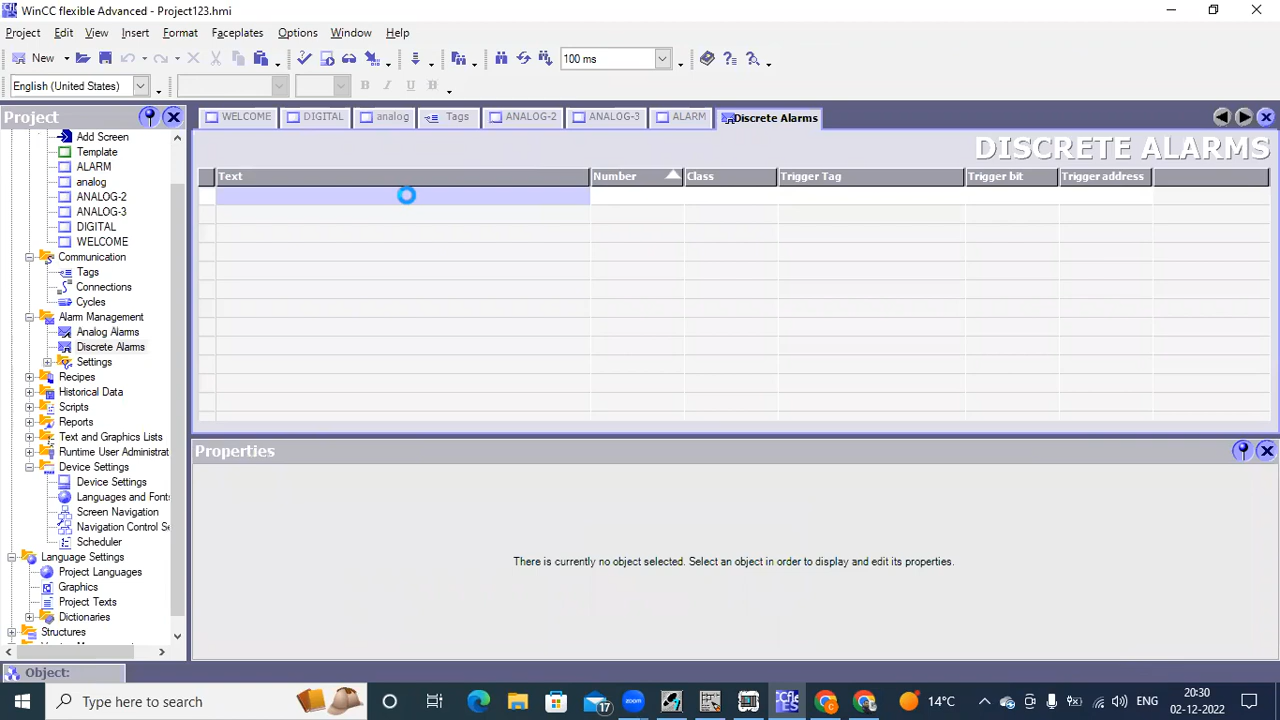 WinCC flexible Advanced - Project123.hmi
Project Edit View Insert Format Faceplates Options Window Help
New 100 ms
English (United States) B I U
Project
WELCOME DIGITAL analog Tags ANALOG-2 ANALOG-3 ALARM Discrete Alarms
DISCRETE ALARMS
Text Number Class Trigger Tag Trigger bit Trigger address
Add Screen
Template
ALARM
analog
ANALOG-2
ANALOG-3
DIGITAL
WELCOME
Communication
Tags
Connections
Cycles
Alarm Management
Analog Alarms
Discrete Alarms
Settings
Recipes
Historical Data
Scripts
Reports
Text and Graphics Lists
Runtime User Administrat
Device Settings
Device Settings
Languages and Fonts
Screen Navigation
Navigation Control Se
Scheduler
Language Settings
Project Languages
Graphics
Project Texts
Dictionaries
Structures
Properties
There is currently no object selected. Select an object in order to display and edit its properties.
Object:
Type here to search
17
14°C
ENG
20:30
02-12-2022